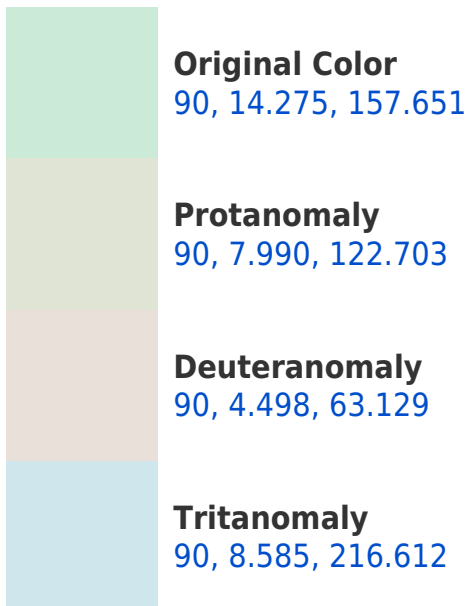 Original Color
90, 14.275, 157.651
Protanomaly
90, 7.990, 122.703
Deuteranomaly
90, 4.498, 63.129
Tritanomaly
90, 8.585, 216.612